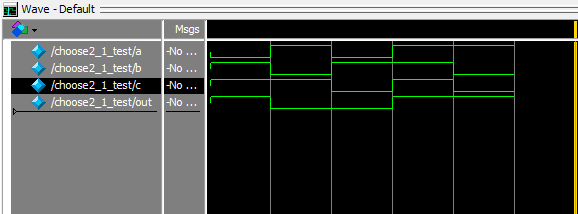 Wave - Default
Msgs
/choose2_1_test/a -No ...
/choose2_1_test/b -No ...
/choose2_1_test/c -No ...
/choose2_1_test/out -No ...